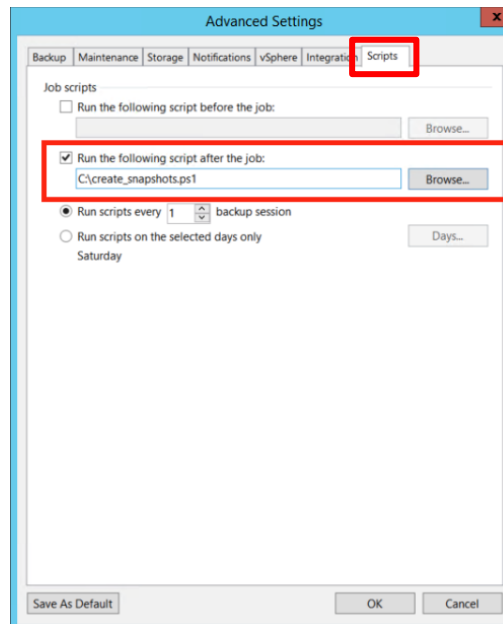 Advanced Settings
x
Backup Maintenance Storage Notifications vSphere Integration Scripts
Job scripts
Run the following script before the job:
Browse...
Run the following script after the job:
C:\create_snapshots.ps1 Browse...
Run scripts every 1 backup session
Run scripts on the selected days only Days...
Saturday
Save As Default OK Cancel